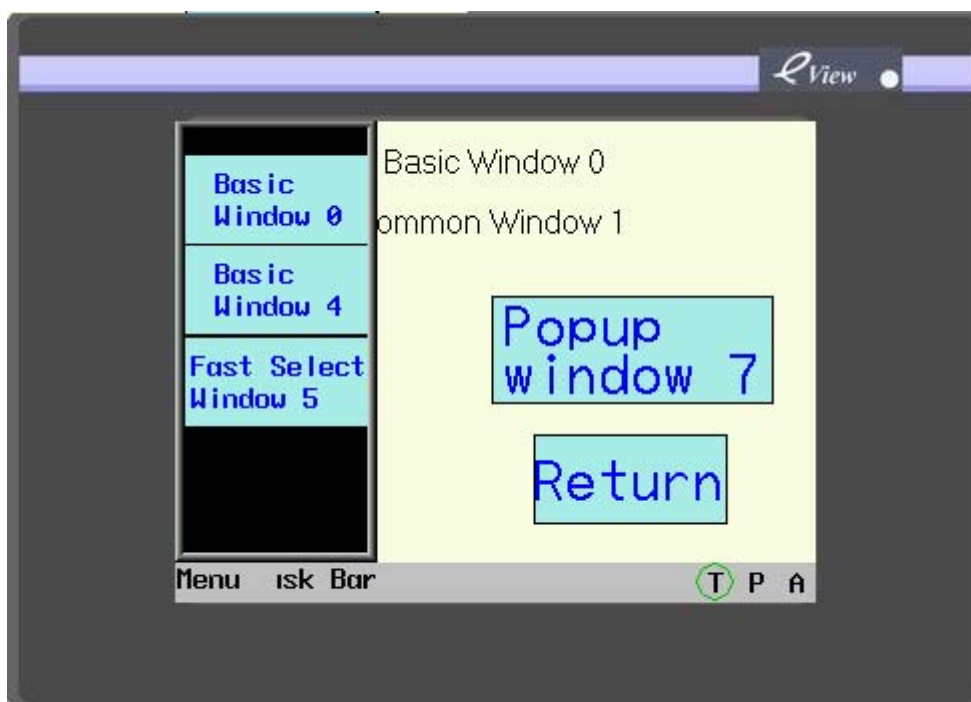 eView
Basic
Window 0
Basic
Window 4
Fast Select
Window 5
Basic Window 0
ommon Window 1
Popup
window 7
Return
Menu ısk Bar
T P A